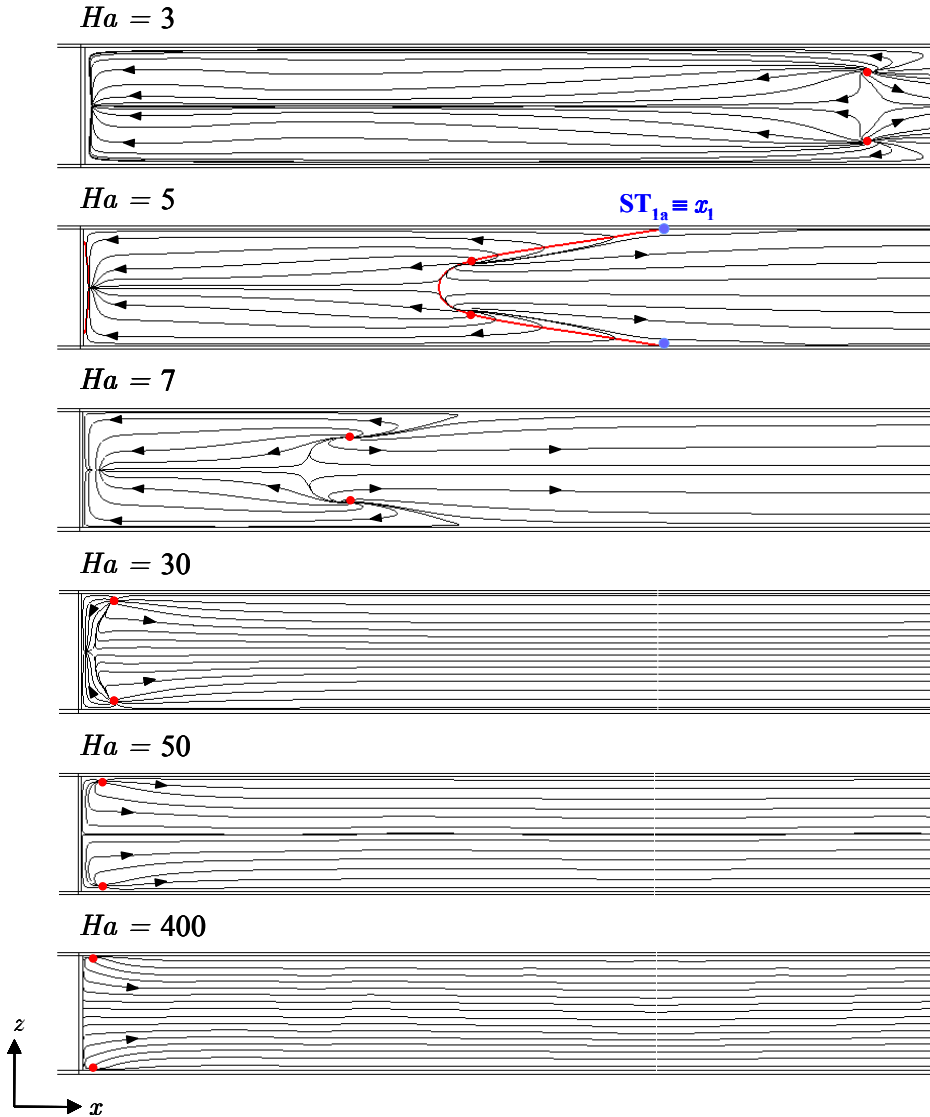 Ha = 3
Ha = 5
ST1a ≡ x1
Ha = 7
Ha = 30
Ha = 50
Ha = 400
z
x